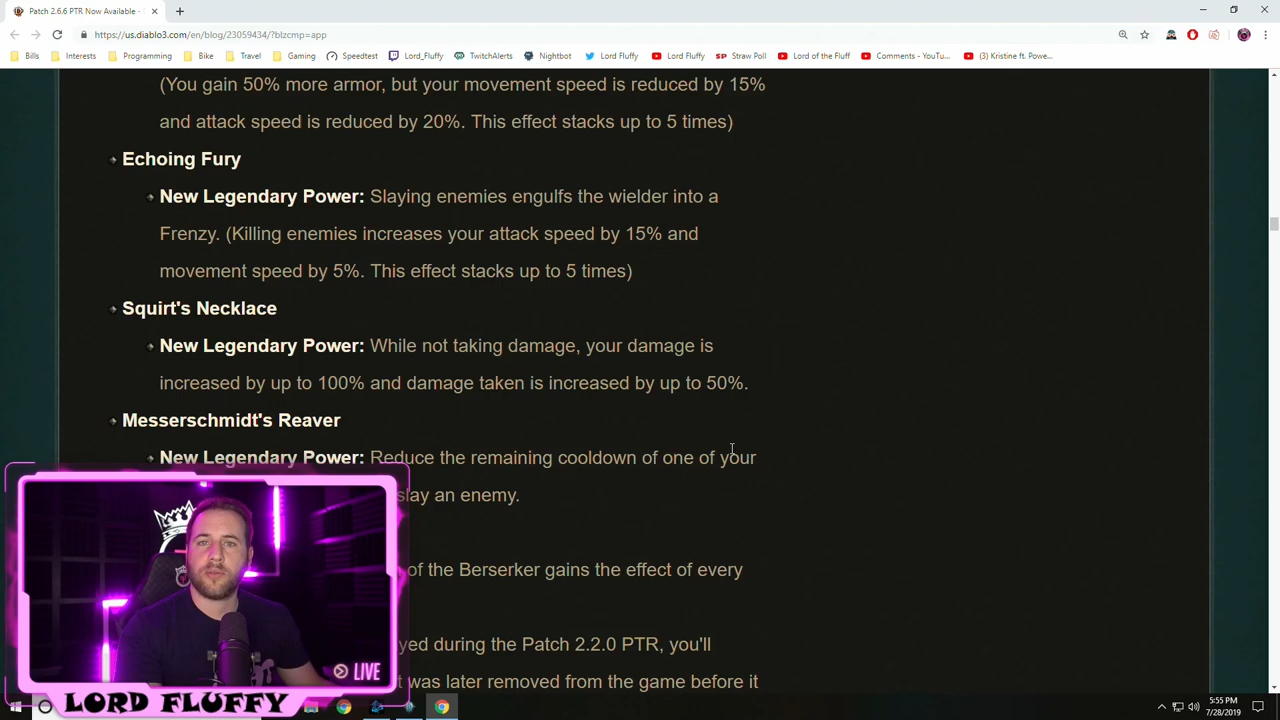 Patch 2.6.6 PTR Now Available -
https://us.diablo3.com/en/blog/23059434/?blzcmp=app
Bills Interests Programming Bike Travel Gaming Speedtest Lord_Fluffy TwitchAlerts Nightbot Lord Fluffy Lord Fluffy Straw Poll Lord of the Fluff Comments - YouTu... (3) Kristine ft. Powe...
(You gain 50% more armor, but your movement speed is reduced by 15%
and attack speed is reduced by 20%. This effect stacks up to 5 times)
Echoing Fury
New Legendary Power: Slaying enemies engulfs the wielder into a
Frenzy. (Killing enemies increases your attack speed by 15% and
movement speed by 5%. This effect stacks up to 5 times)
Squirt's Necklace
New Legendary Power: While not taking damage, your damage is
increased by up to 100% and damage taken is increased by up to 50%.
Messerschmidt's Reaver
New Legendary Power: Reduce the remaining cooldown of one of your
slay an enemy.
of the Berserker gains the effect of every
yed during the Patch 2.2.0 PTR, you'll
was later removed from the game before it
LIVE
LORD FLUFFY
5:55 PM
7/28/2019